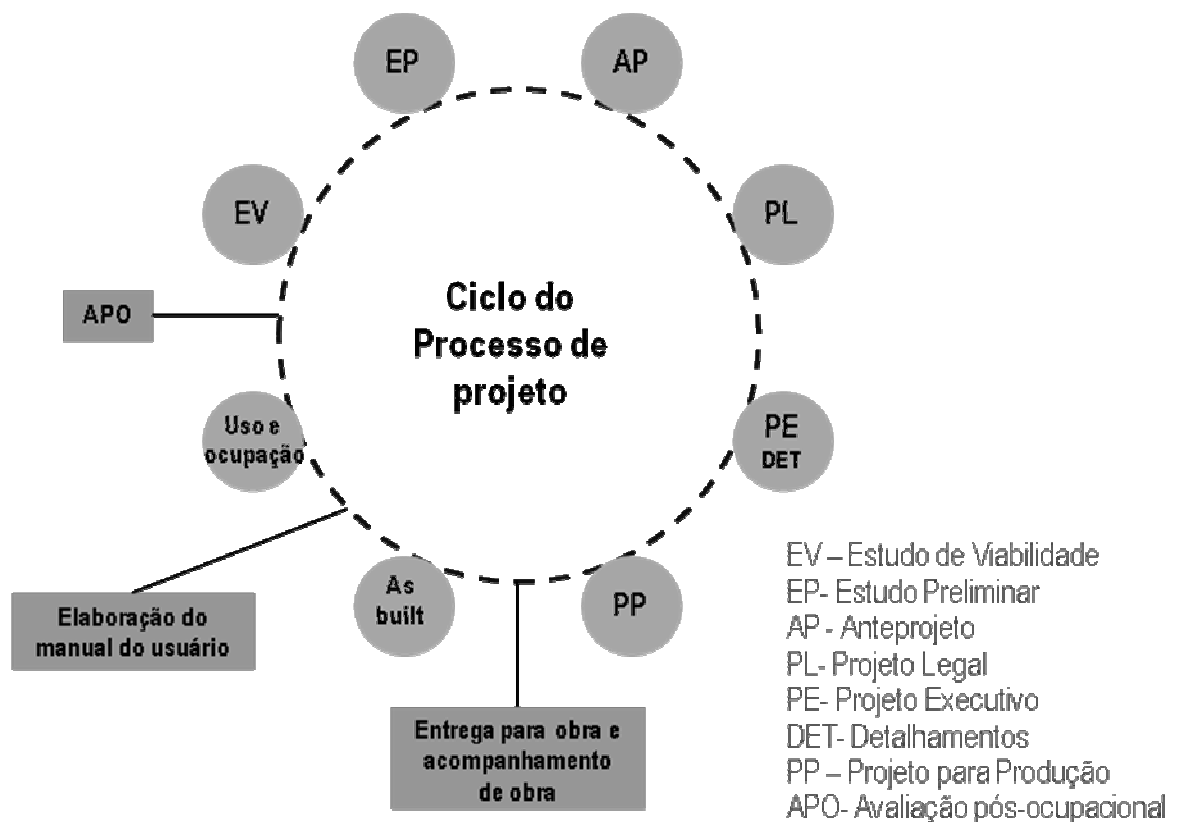 EP
AP
EV
PL
Ciclo do
Processo de
projeto
APO
Uso e
ocupação
PE
DET
As
built
PP
Elaboração do
manual do usuário
Entrega para obra e
acompanhamento
de obra
EV – Estudo de Viabilidade
EP- Estudo Preliminar
AP - Anteprojeto
PL- Projeto Legal
PE- Projeto Executivo
DET- Detalhamentos
PP – Projeto para Produção
APO- Avaliação pós-ocupacional